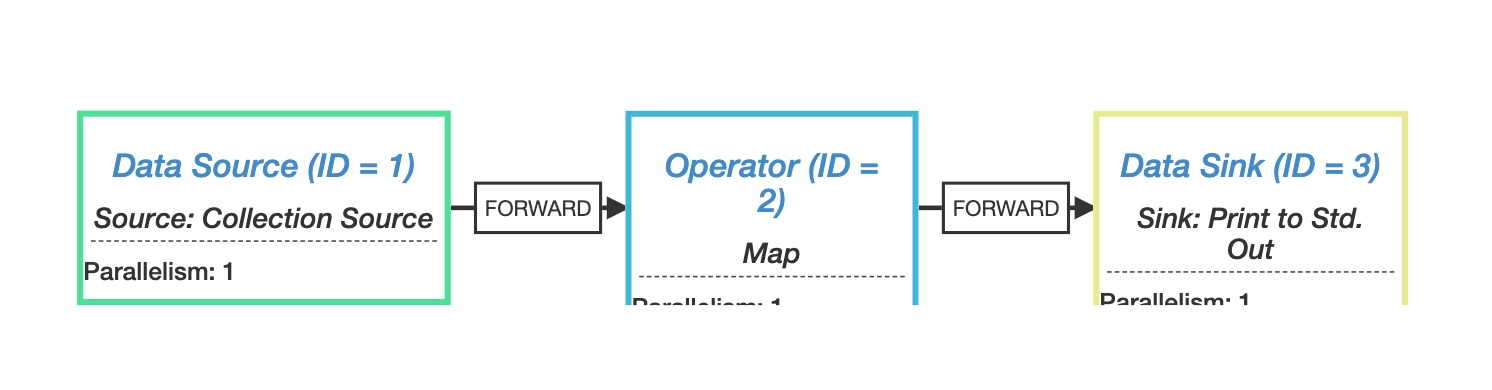 Data Source (ID = 1)
Source: Collection Source
Parallelism: 1
FORWARD
Operator (ID =
2)
Map
Parallelism: 1
FORWARD
Data Sink (ID = 3)
Sink: Print to Std.
Out
Parallelism: 1